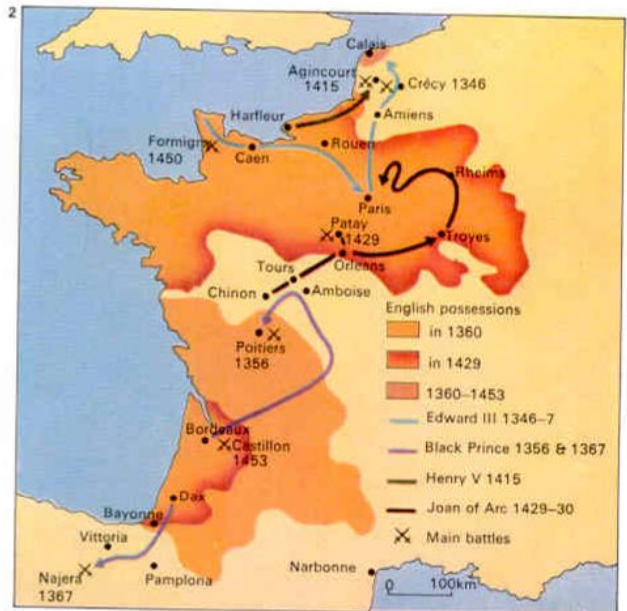 2
Calais
Agincourt
1415
Crécy 1346
Harfleur
Amiens
Formigny
1450
Caen
Rouen
Rheims
Paris
Patay
1429
Troyes
Orleans
Tours
Chinon
Amboise
Poitiers
1356
English possessions
in 1360
in 1429
1360–1453
Edward III 1346–7
Black Prince 1356 & 1367
Henry V 1415
Joan of Arc 1429–30
Main battles
Bordeaux
Castillon
1453
Dax
Bayonne
Vittoria
Najera
1367
Pamplona
Narbonne
0 100km